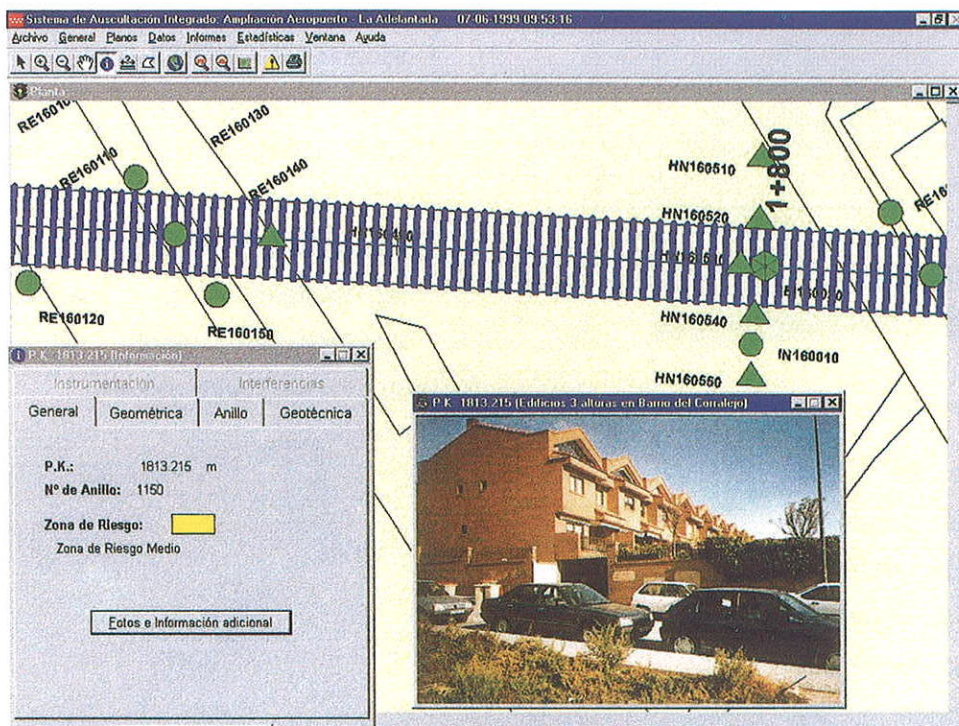 Sistema de Auscultación Integrado: Ampliación Aeropuerto - La Adelantada 07-06-1999 09:53:16
Archivo General Planos Datos Informes Estadísticas Ventana Ayuda
Planta
RE160130
RE160110
RE160140
HN160510
1+800
HN160520
RE160120
RE160150
HN160540
IN160010
HN160550
P.K. 1813.215 (Información)
Instrumentación Interferencias
General Geométrica Anillo Geotécnica
P.K.: 1813.215 m
Nº de Anillo: 1150
Zona de Riesgo:
Zona de Riesgo Medio
Fotos e Información adicional
P.K. 1813.215 (Edificios 3 alturas en Barrio del Corralejo)